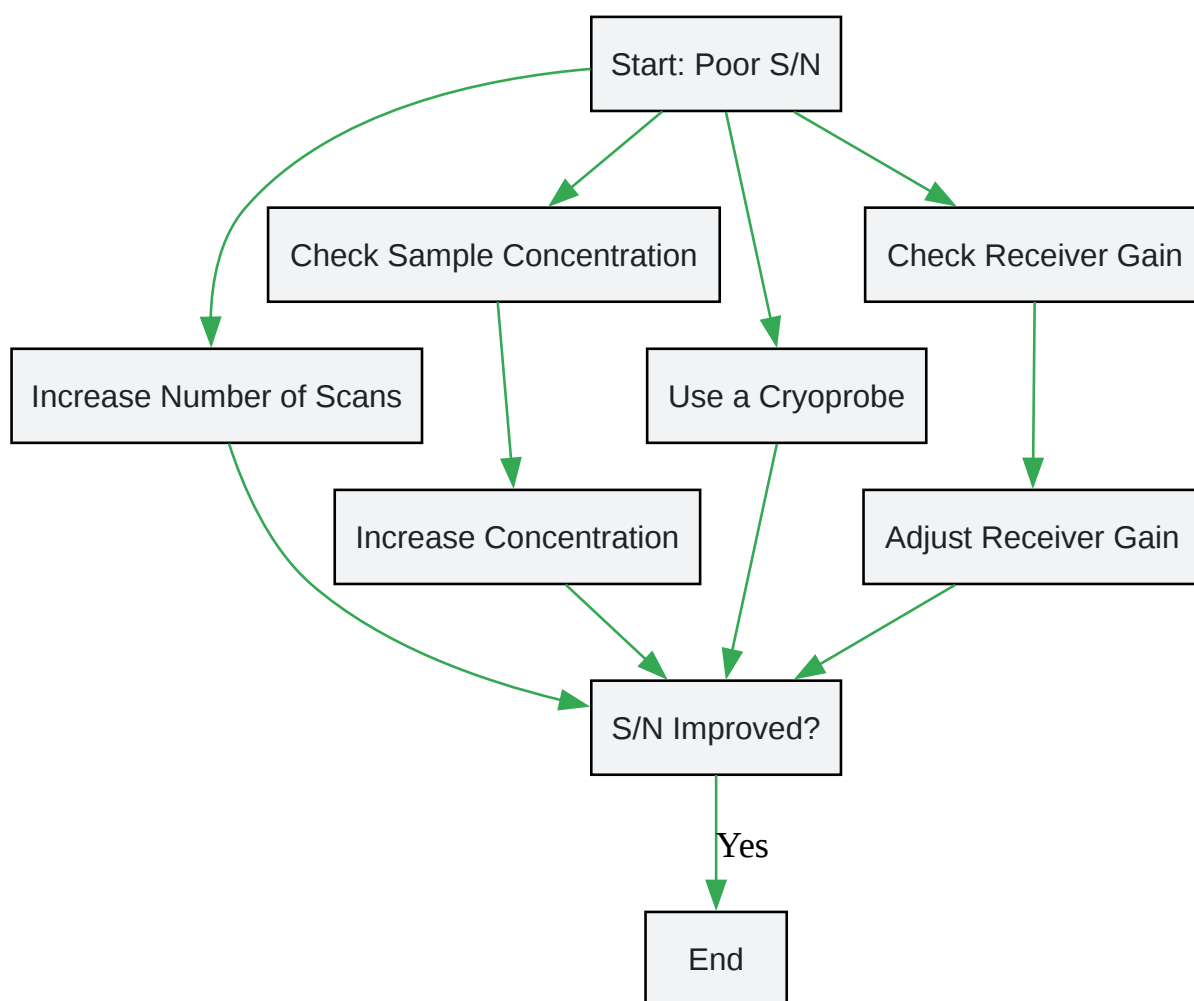 Start: Poor S/N
Check Sample Concentration
Check Receiver Gain
Increase Number of Scans
Use a Cryoprobe
Increase Concentration
Adjust Receiver Gain
S/N Improved?
Yes
End